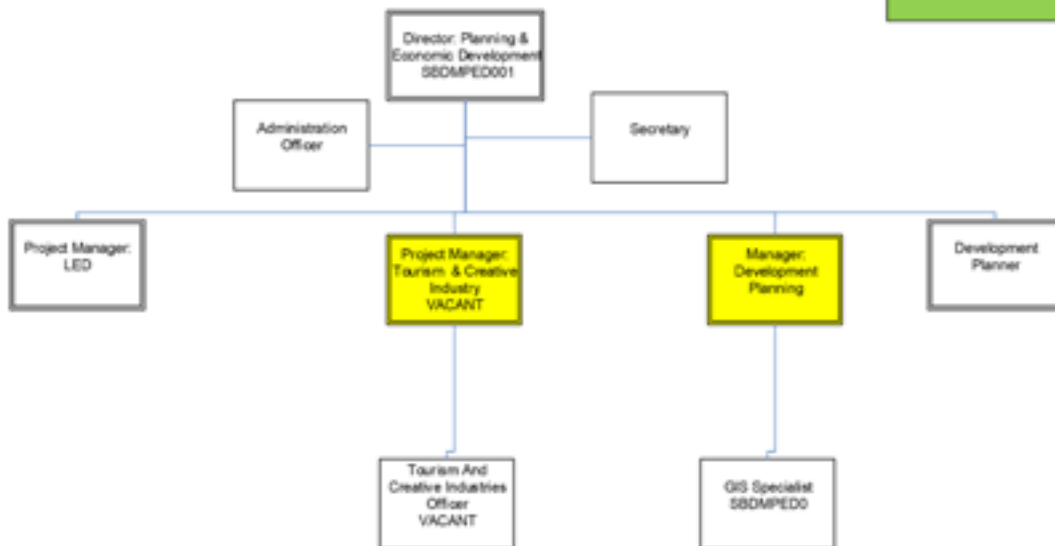 Director: Planning &
Economic Development
SBDMPED001
Administration
Officer
Secretary
Project Manager:
LED
Project Manager:
Tourism & Creative
Industry
VACANT
Manager:
Development
Planning
Development
Planner
Tourism And
Creative Industries
Officer
VACANT
GIS Specialist
SBDMPED0